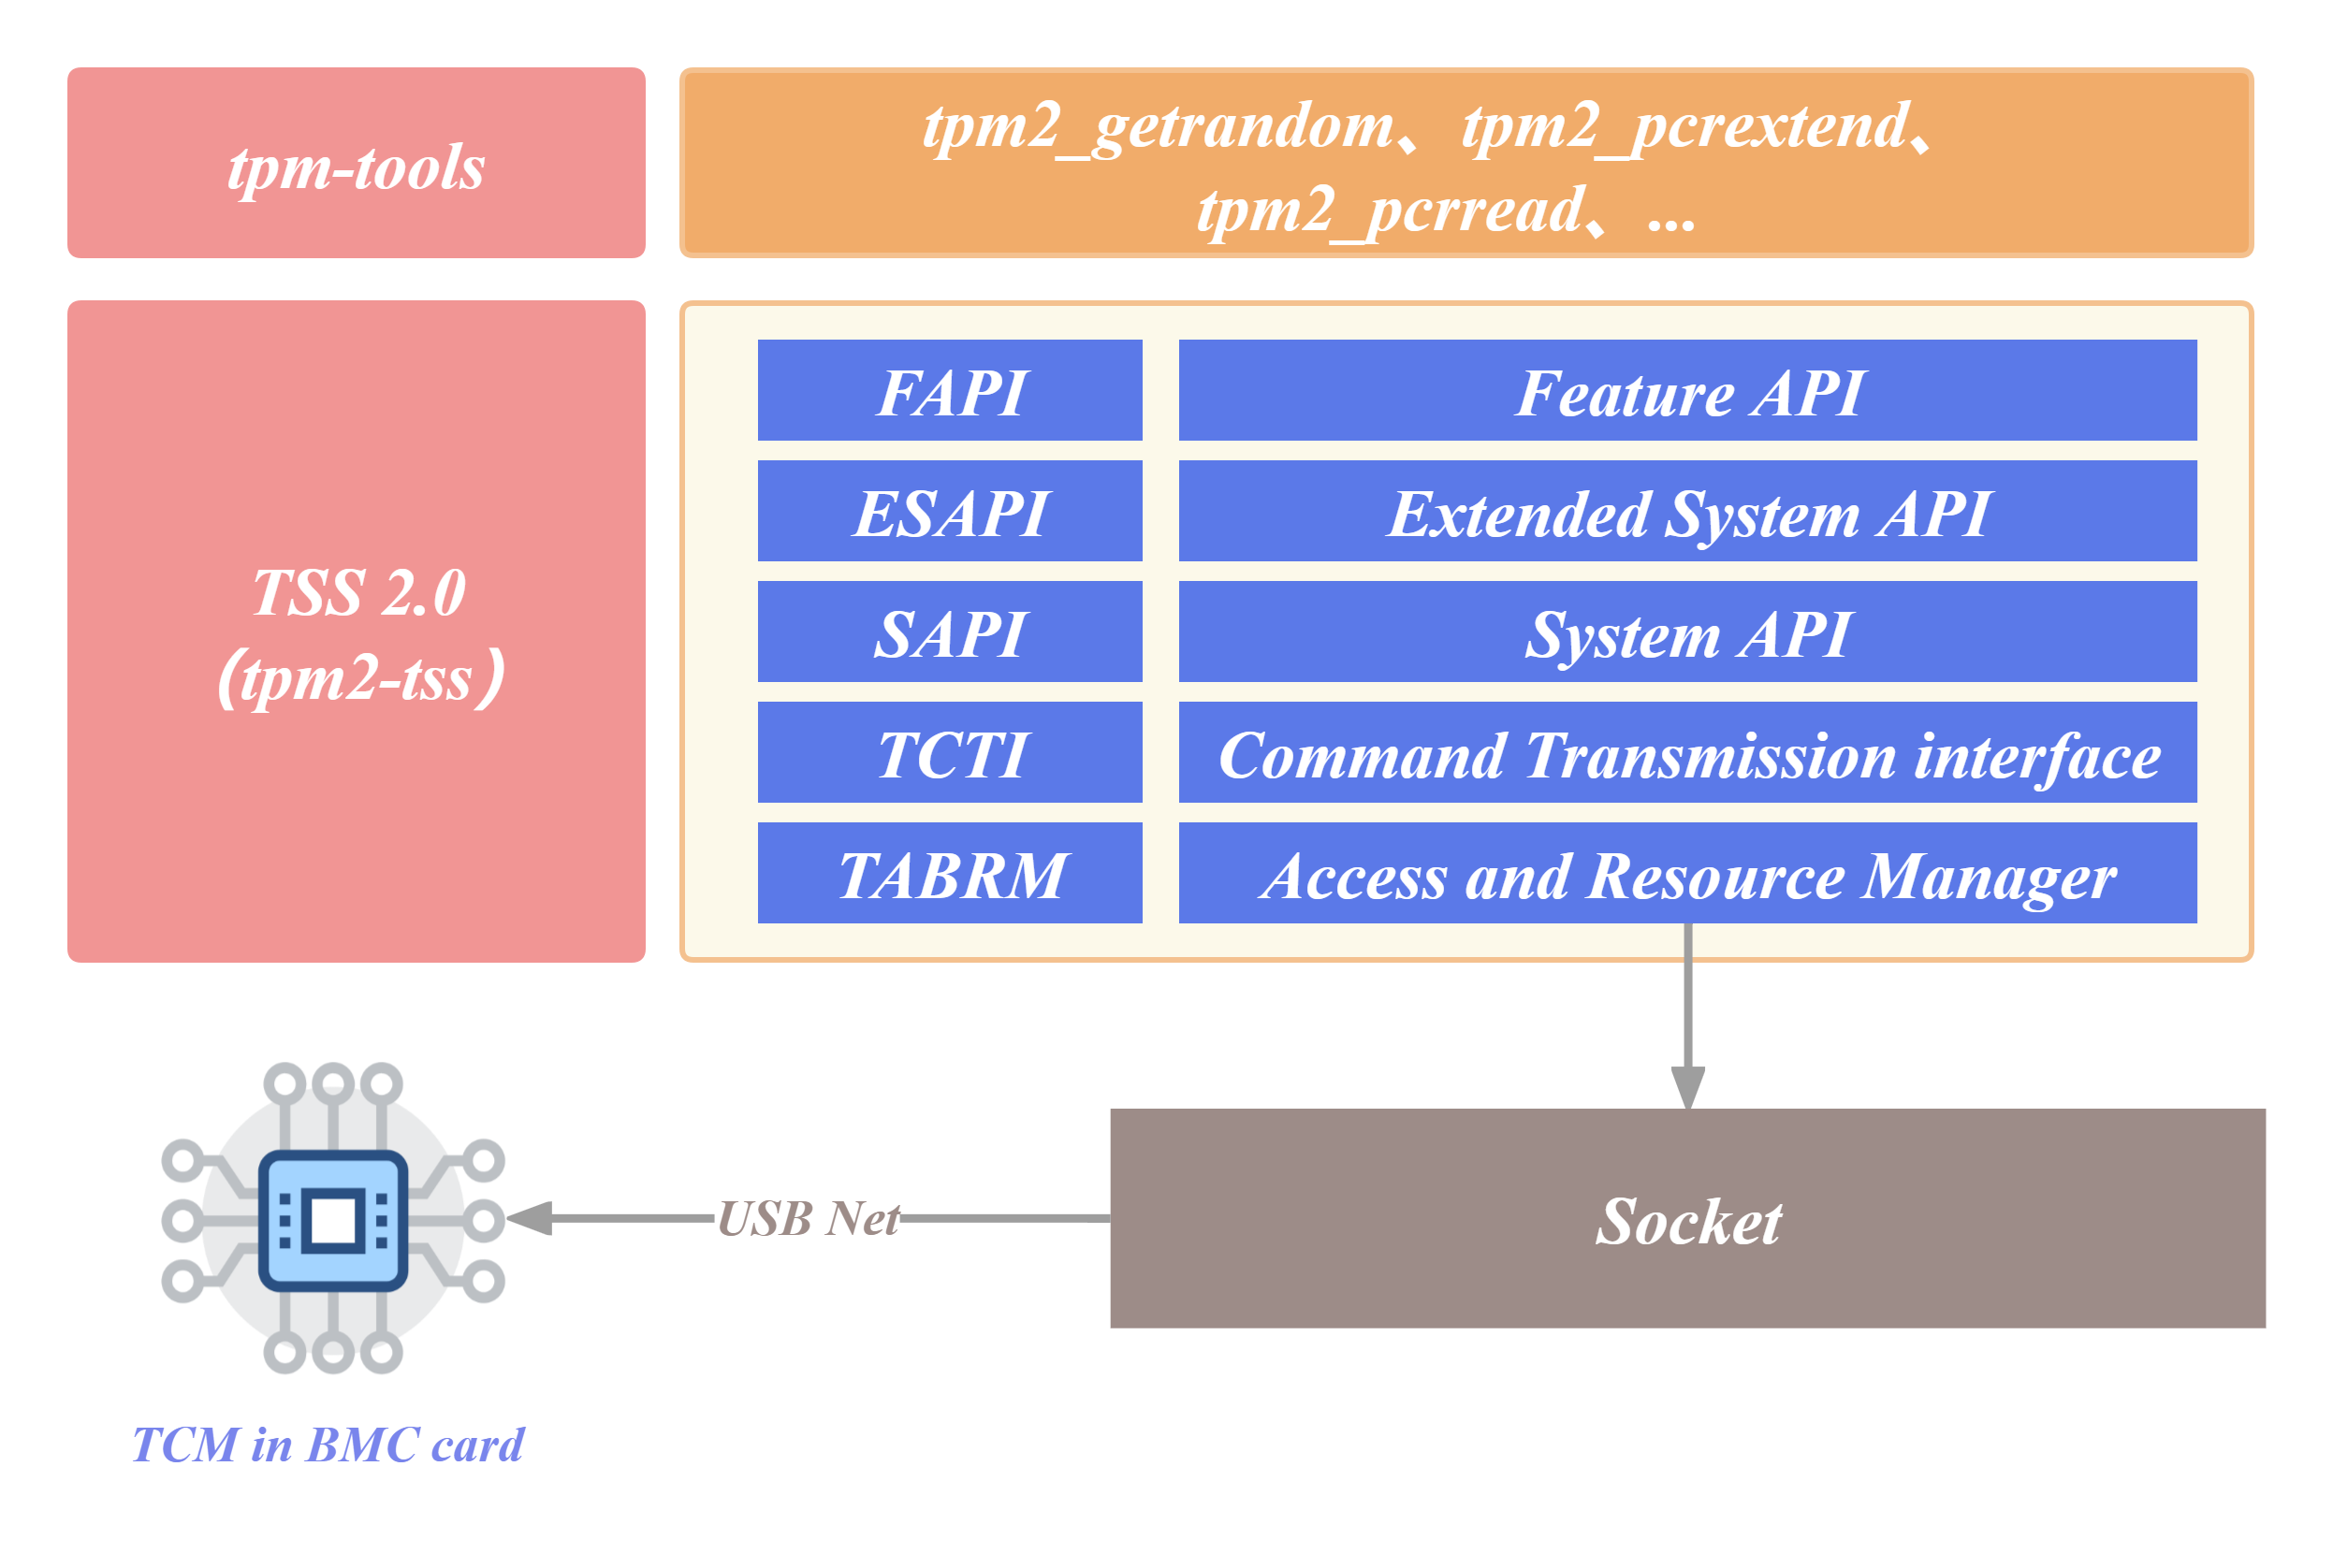 tpm-tools
tpm2_getrandom、tpm2_pcrextend、
tpm2_pcrread、...
TSS 2.0
(tpm2-tss)
FAPI
Feature API
ESAPI
Extended System API
SAPI
System API
TCTI
Command Transmission interface
TABRM
Access and Resource Manager
USB Net
Socket
TCM in BMC card